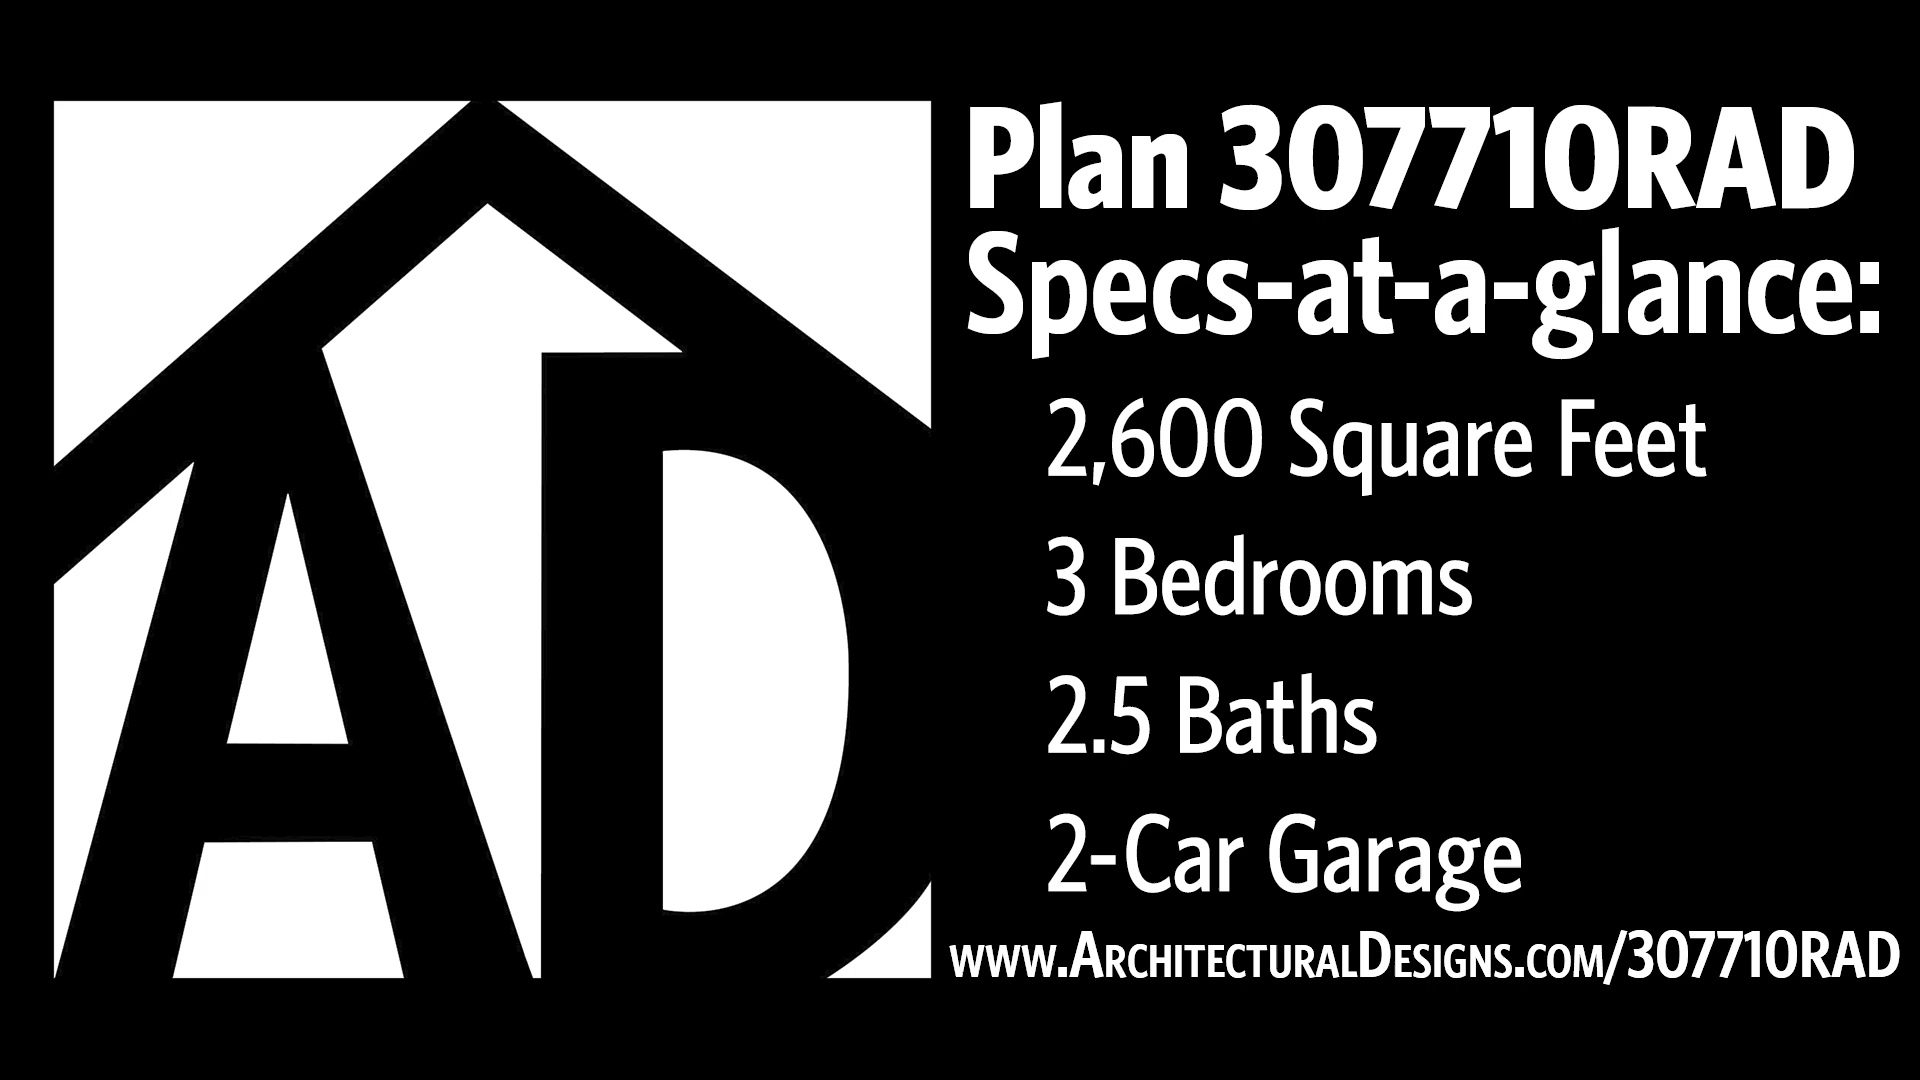 AD
Plan 307710RAD
Specs-at-a-glance:
2,600 Square Feet
3 Bedrooms
2.5 Baths
2-Car Garage
www.ArchitecturalDesigns.com/307710RAD